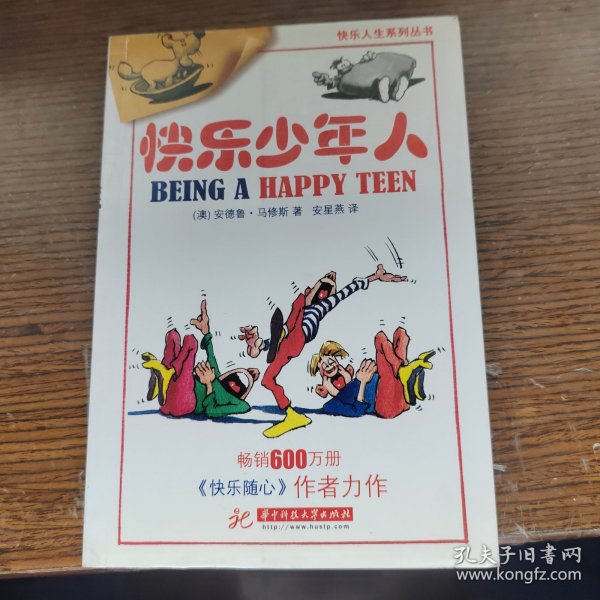 快乐人生系列丛书
快乐少年人
BEING A HAPPY TEEN
(澳) 安德鲁·马修斯 著 安星燕 译
畅销600万册
《快乐随心》作者力作
华中科技大学出版社
http://www.hustp.com
孔夫子旧书网
www.kongfz.com